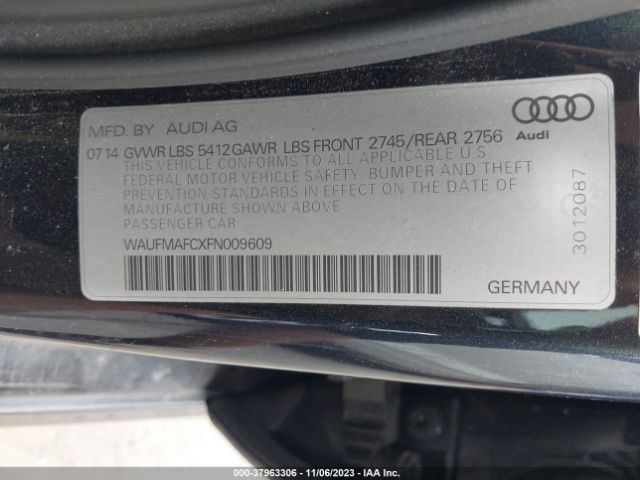 MFD. BY AUDI AG
07 14 GVWR LBS 5412 GAWR LBS FRONT 2745/REAR 2756
THIS VEHICLE CONFORMS TO ALL APPLICABLE U.S.
FEDERAL MOTOR VEHICLE SAFETY, BUMPER AND THEFT
PREVENTION STANDARDS IN EFFECT ON THE DATE OF
MANUFACTURE SHOWN ABOVE
PASSENGER CAR
WAUFMAFCXFN009609
Audi
3012087
GERMANY
000-37963306 - 11/06/2023 - IAA Inc.